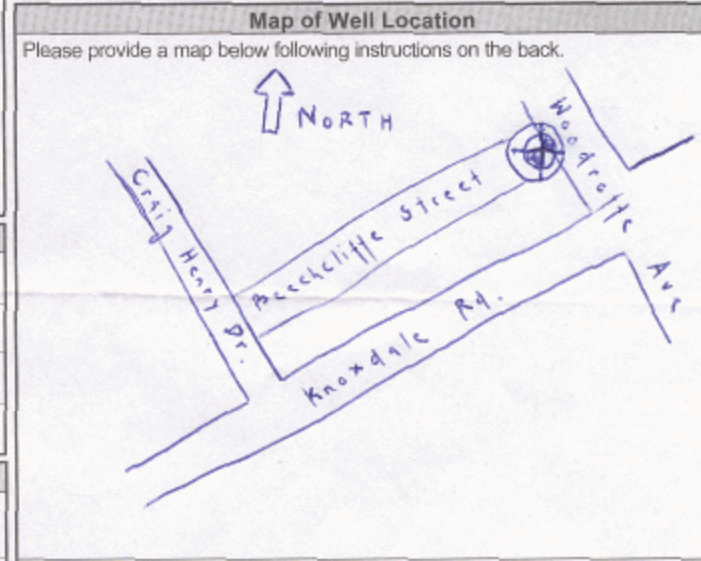 Map of Well Location
Please provide a map below following instructions on the back.
NORTH
Woodroffe Ave
Craig Henry Dr.
Beechcliffe Street
Knoxdale Rd.